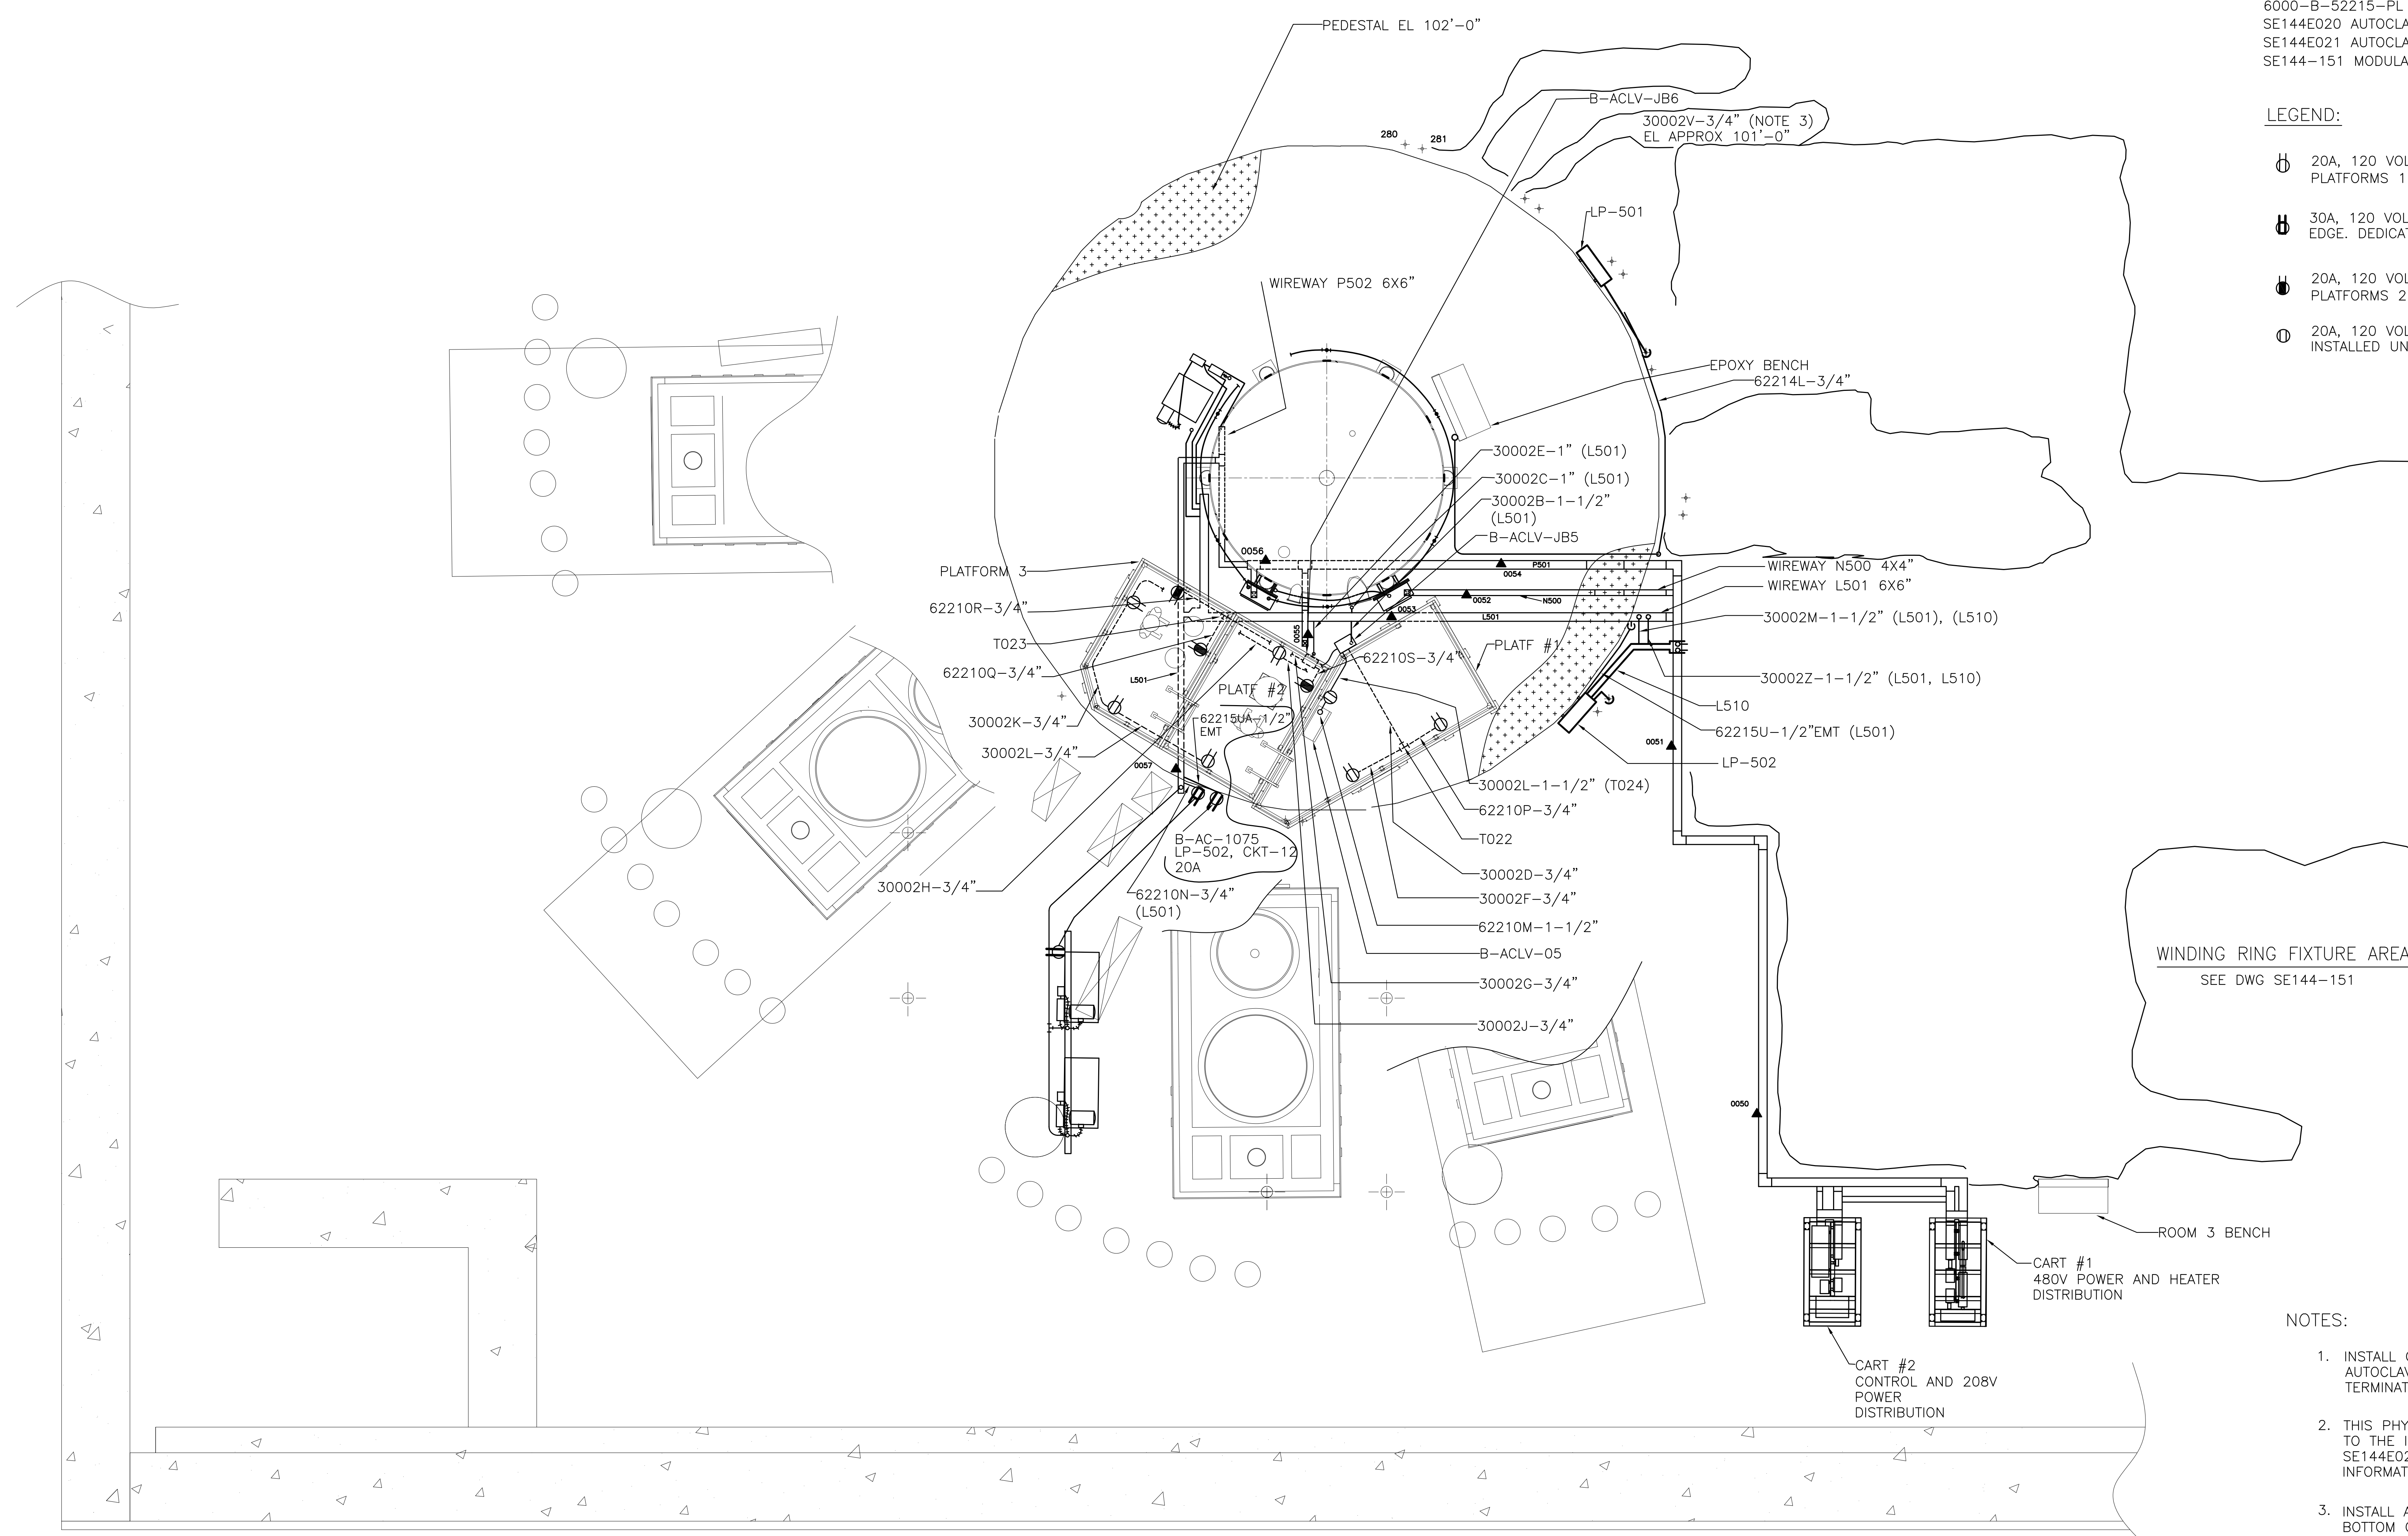 6000-B-52215-PL
SE144E020 AUTOCLA
SE144E021 AUTOCLA
SE144-151 MODULA
LEGEND:
20A, 120 VOL
PLATFORMS 1
30A, 120 VOL
EDGE. DEDICA
20A, 120 VOL
PLATFORMS 2
20A, 120 VOL
INSTALLED UN
PEDESTAL EL 102'-0"
B-ACLV-JB6
30002V-3/4" (NOTE 3)
EL APPROX 101'-0"
280
281
LP-501
WIREWAY P502 6X6"
EPOXY BENCH
62214L-3/4"
30002E-1" (L501)
30002C-1" (L501)
30002B-1-1/2"
(L501)
B-ACLV-JB5
0056
P501
0054
WIREWAY N500 4X4"
WIREWAY L501 6X6"
0052
N500
0053
L501
30002M-1-1/2" (L501), (L510)
PLATFORM 3
62210R-3/4"
T023
62210Q-3/4"
0055
62210S-3/4"
PLATF #1
L501
PLATF #2
30002Z-1-1/2" (L501, L510)
L510
62215U-1/2"EMT (L501)
LP-502
30002K-3/4"
30002L-3/4"
62215UA-1/2"
EMT
0051
0057
30002L-1-1/2" (T024)
62210P-3/4"
T022
B-AC-1075
LP-502, CKT-12
20A
30002D-3/4"
30002H-3/4"
62210N-3/4"
(L501)
30002F-3/4"
62210M-1-1/2"
B-ACLV-05
30002G-3/4"
30002J-3/4"
WINDING RING FIXTURE AREA
SEE DWG SE144-151
0050
ROOM 3 BENCH
CART #1
480V POWER AND HEATER
DISTRIBUTION
CART #2
CONTROL AND 208V
POWER
DISTRIBUTION
NOTES:
1. INSTALL
AUTOCLAV
TERMINAT
2. THIS PHY
TO THE I
SE144E02
INFORMAT
3. INSTALL A
BOTTOM